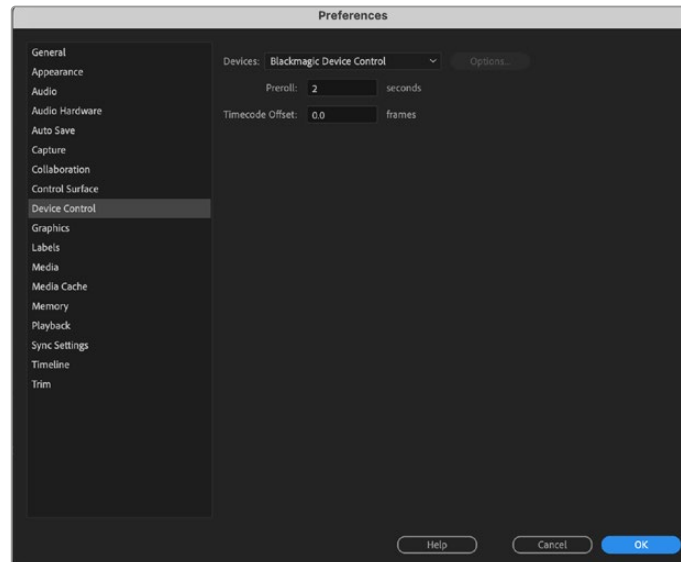 Preferences
General
Appearance
Audio
Audio Hardware
Auto Save
Capture
Collaboration
Control Surface
Device Control
Graphics
Labels
Media
Media Cache
Memory
Playback
Sync Settings
Timeline
Trim
Devices: Blackmagic Device Control Options...
Preroll: 2 seconds
Timecode Offset: 0.0 frames
Help Cancel OK